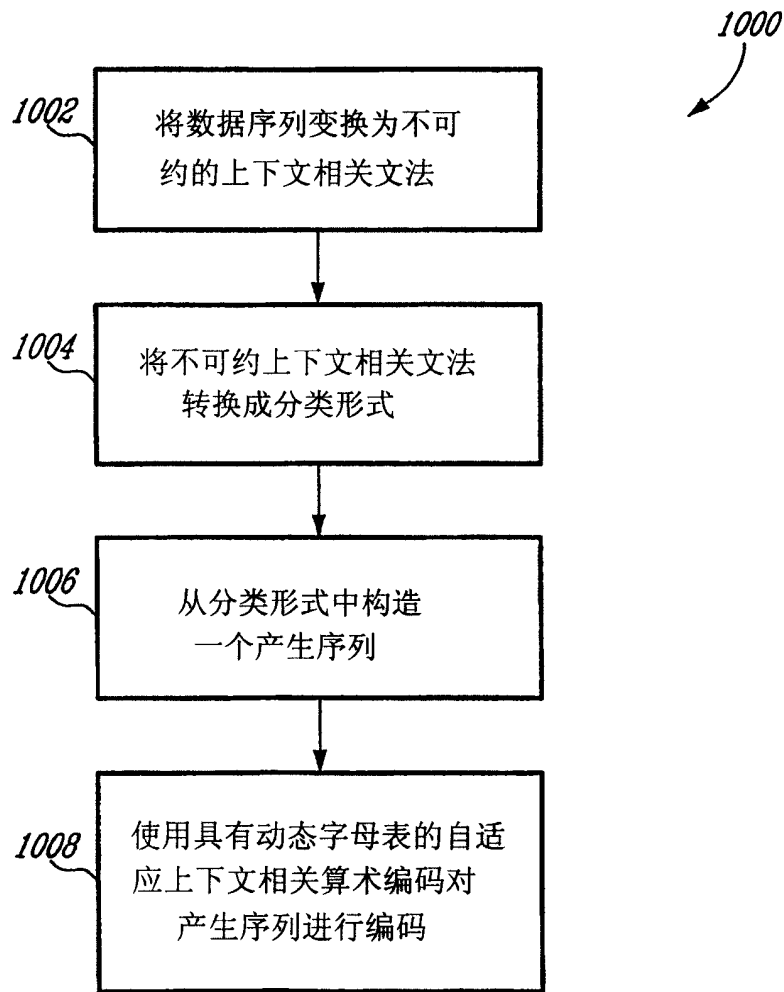 1000
1002
将数据序列变换为不可
约的上下文相关文法
1004
将不可约上下文相关文法
转换成分类形式
1006
从分类形式中构造
一个产生序列
1008
使用具有动态字母表的自适
应上下文相关算术编码对
产生序列进行编码